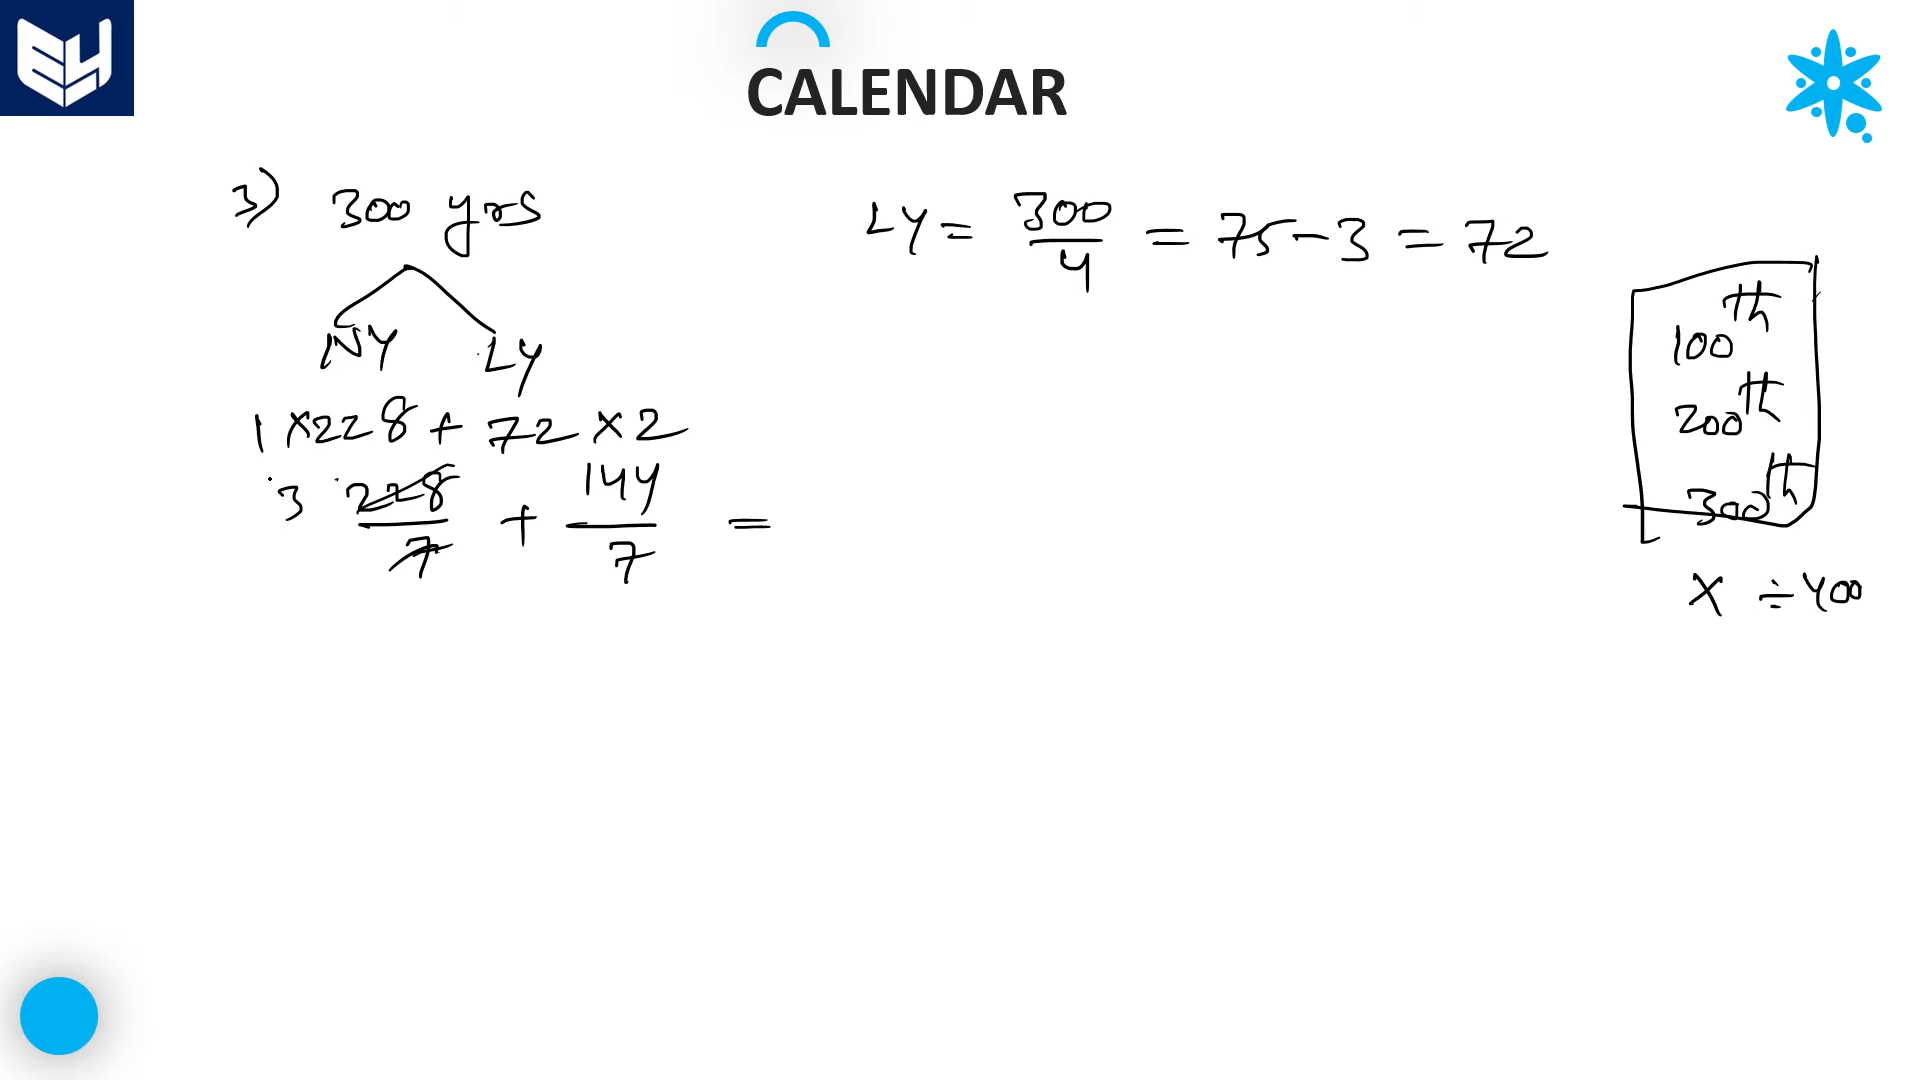 CALENDAR
3) 300 yrs
NY LY
1 × 228 + 72 × 2
3 228/7 + 144/7 =
LY = 300/4 = 75 - 3 = 72
100th
200th
300th
X ÷ 400